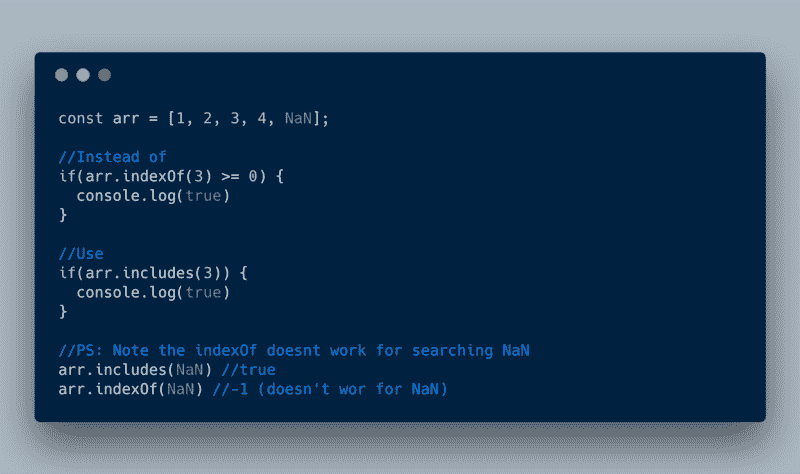 const arr = [1, 2, 3, 4, NaN];
//Instead of
if(arr.indexOf(3) >= 0) {
  console.log(true)
}
//Use
if(arr.includes(3)) {
  console.log(true)
}
//PS: Note the indexOf doesnt work for searching NaN
arr.includes(NaN) //true
arr.indexOf(NaN) //-1 (doesn't wor for NaN)